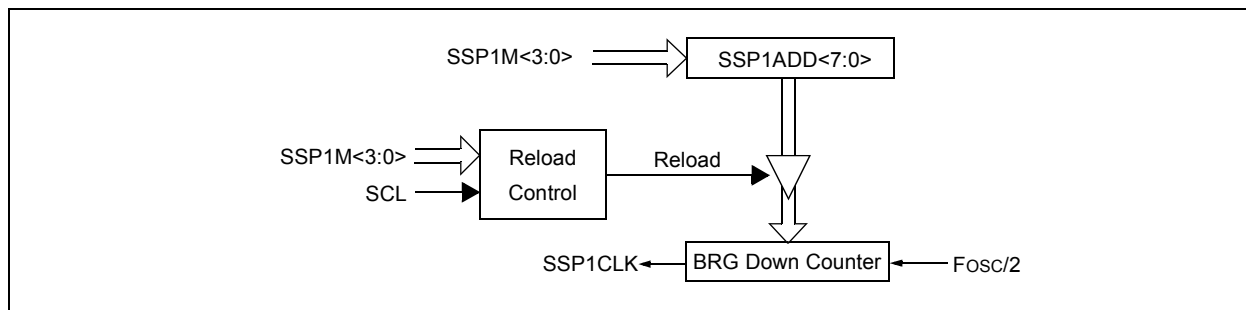 SSP1M<3:0>
SSP1ADD<7:0>
SSP1M<3:0>
SCL
Reload
Control
Reload
SSP1CLK
BRG Down Counter
FOSC/2